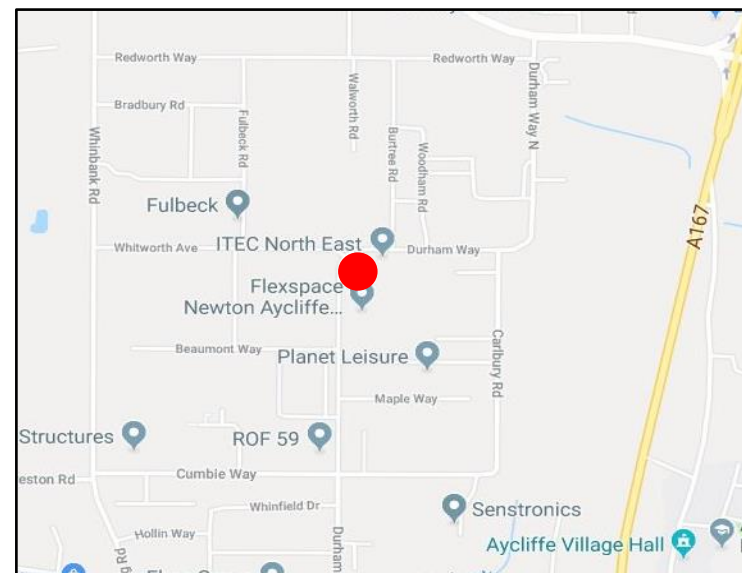 Redworth Way
Redworth Way
Bradbury Rd
Fulbeck Rd
Walworth Rd
Burtree Rd
Woodham Rd
Durham Way N
Whinbank Rd
A167
Fulbeck
Whitworth Ave
ITEC North East
Durham Way
Flexspace
Newton Aycliffe...
Beaumont Way
Planet Leisure
Carlbury Rd
Maple Way
Structures
ROF 59
eston Rd
Cumbie Way
Whinfield Dr
Senstronics
Hollin Way
Durham
Aycliffe Village Hall
g Rd